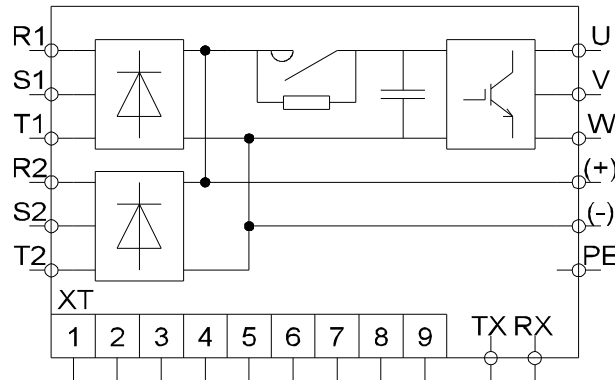 R1 U
S1 V
T1 W
R2 (+)
S2 (-)
T2 PE
XT
TX RX
1 2 3 4 5 6 7 8 9